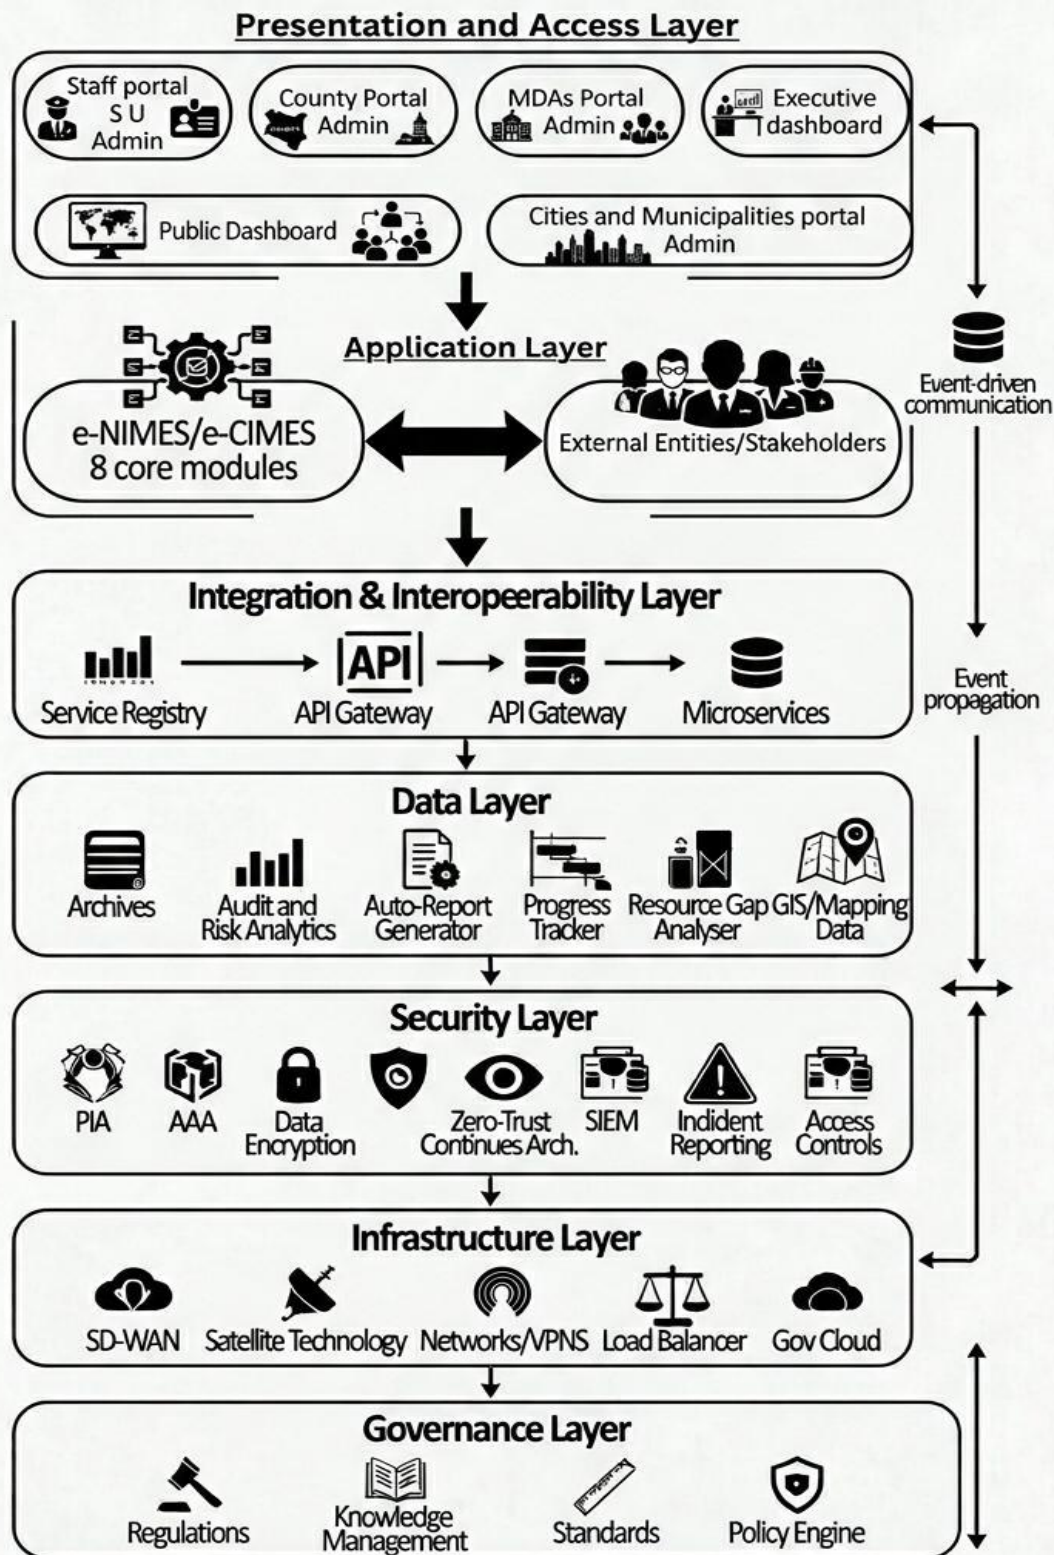 Presentation and Access Layer
Staff portal
S U
Admin
County Portal
Admin
MDAs Portal
Admin
Executive
dashboard
Public Dashboard
Cities and Municipalities portal
Admin
Application Layer
e-NIMES/e-CIMES
8 core modules
External Entities/Stakeholders
Event-driven
communication
Integration & Interopeerability Layer
Service Registry
API
API Gateway
API Gateway
Microservices
Event
propagation
Data Layer
Archives
Audit and
Risk Analytics
Auto-Report
Generator
Progress
Tracker
Resource Gap
Analyser
GIS/Mapping
Data
Security Layer
PIA
AAA
Data
Encryption
Zero-Trust
Continues Arch.
SIEM
Indident
Reporting
Access
Controls
Infrastructure Layer
SD-WAN
Satellite Technology
Networks/VPNS
Load Balancer
Gov Cloud
Governance Layer
Regulations
Knowledge
Management
Standards
Policy Engine